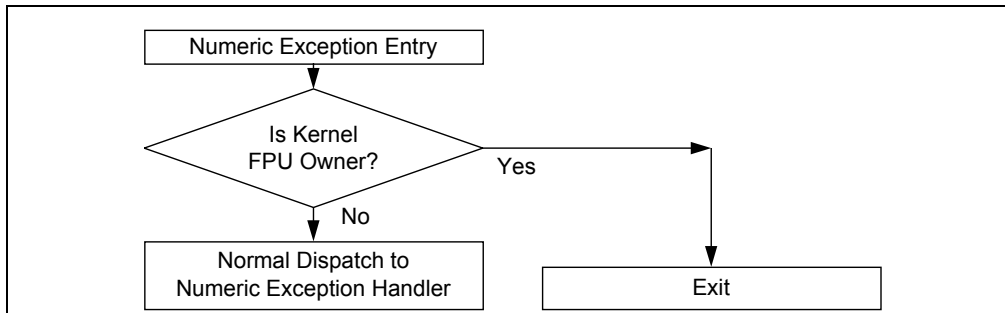 Numeric Exception Entry
Is Kernel
FPU Owner?
Yes
No
Normal Dispatch to
Numeric Exception Handler
Exit